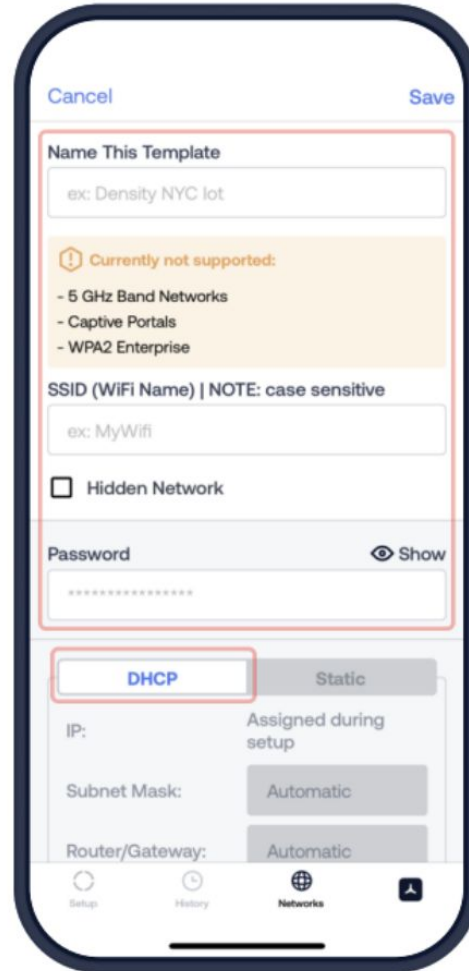 Cancel Save
Name This Template
ex: Density NYC Iot
Currently not supported:
- 5 GHz Band Networks
- Captive Portals
- WPA2 Enterprise
SSID (WiFi Name) | NOTE: case sensitive
ex: MyWifi
Hidden Network
Password Show
****************
DHCP Static
IP: Assigned during
setup
Subnet Mask: Automatic
Router/Gateway: Automatic
Setup History Networks